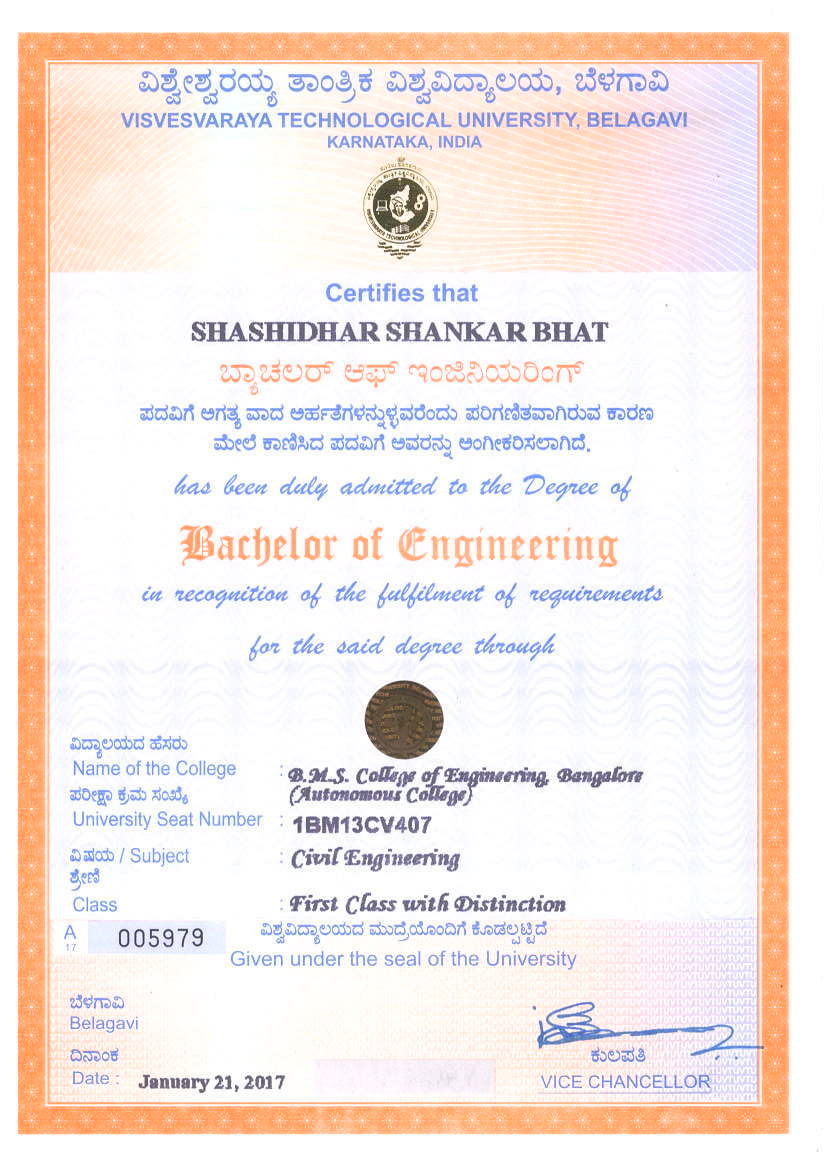 ವಿಶ್ವೇಶ್ವರಯ್ಯ ತಾಂತ್ರಿಕ ವಿಶ್ವವಿದ್ಯಾಲಯ, ಬೆಳಗಾವಿ
VISVESVARAYA TECHNOLOGICAL UNIVERSITY, BELAGAVI
KARNATAKA, INDIA
VISVESVARAYA TECHNOLOGICAL UNIVERSITY
Certifies that
SHASHIDHAR SHANKAR BHAT
ಬ್ಯಾಚಲರ್ ಆಫ್ ಇಂಜಿನಿಯರಿಂಗ್
ಪದವಿಗೆ ಅಗತ್ಯ ವಾದ ಅರ್ಹತೆಗಳನ್ನುಳ್ಳವರೆಂದು ಪರಿಗಣಿತವಾಗಿರುವ ಕಾರಣ
ಮೇಲೆ ಕಾಣಿಸಿದ ಪದವಿಗೆ ಅವರನ್ನು ಅಂಗೀಕರಿಸಲಾಗಿದೆ.
has been duly admitted to the Degree of
Bachelor of Engineering
in recognition of the fulfilment of requirements
for the said degree through
ವಿದ್ಯಾಲಯದ ಹೆಸರು
Name of the College : B.M.S. College of Engineering, Bangalore
(Autonomous College)
ಪರೀಕ್ಷಾ ಕ್ರಮ ಸಂಖ್ಯೆ
University Seat Number : 1BM13CV407
ವಿಷಯ / Subject : Civil Engineering
ಶ್ರೇಣಿ
Class : First Class with Distinction
A 17 005979
ವಿಶ್ವವಿದ್ಯಾಲಯದ ಮುದ್ರೆಯೊಂದಿಗೆ ಕೊಡಲ್ಪಟ್ಟಿದೆ
Given under the seal of the University
ಬೆಳಗಾವಿ
Belagavi
ದಿನಾಂಕ
Date : January 21, 2017
ಕುಲಪತಿ
VICE CHANCELLOR